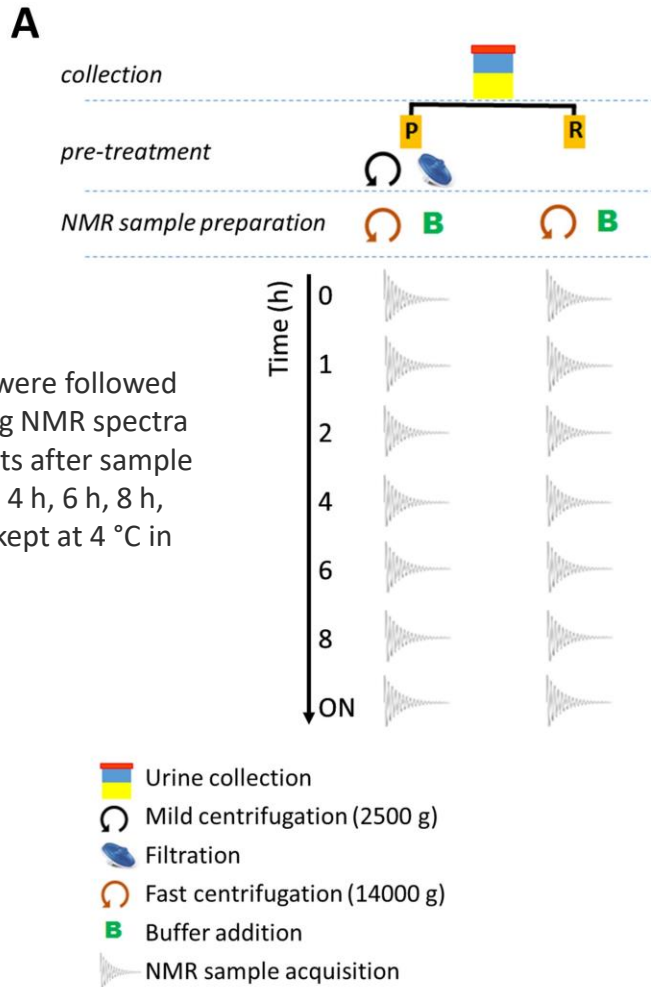 A
collection
P R
pre-treatment
NMR sample preparation B B
Time (h)
0
1
2
4
6
8
ON
were followed
g NMR spectra
ts after sample
4 h, 6 h, 8 h,
kept at 4 °C in
Urine collection
Mild centrifugation (2500 g)
Filtration
Fast centrifugation (14000 g)
B Buffer addition
NMR sample acquisition